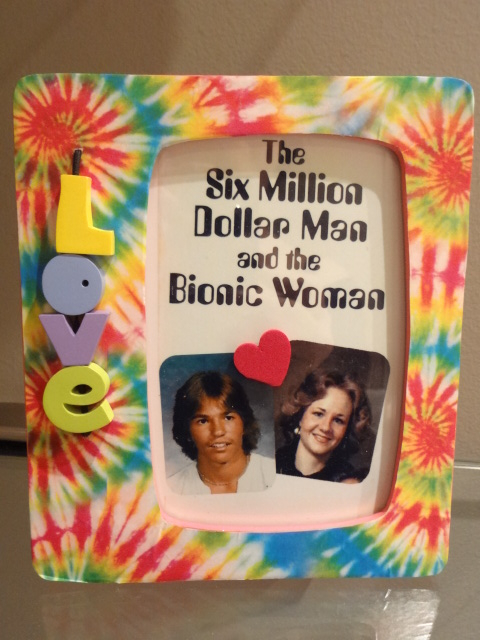 Love
The
Six Million
Dollar Man
and the
Bionic Woman